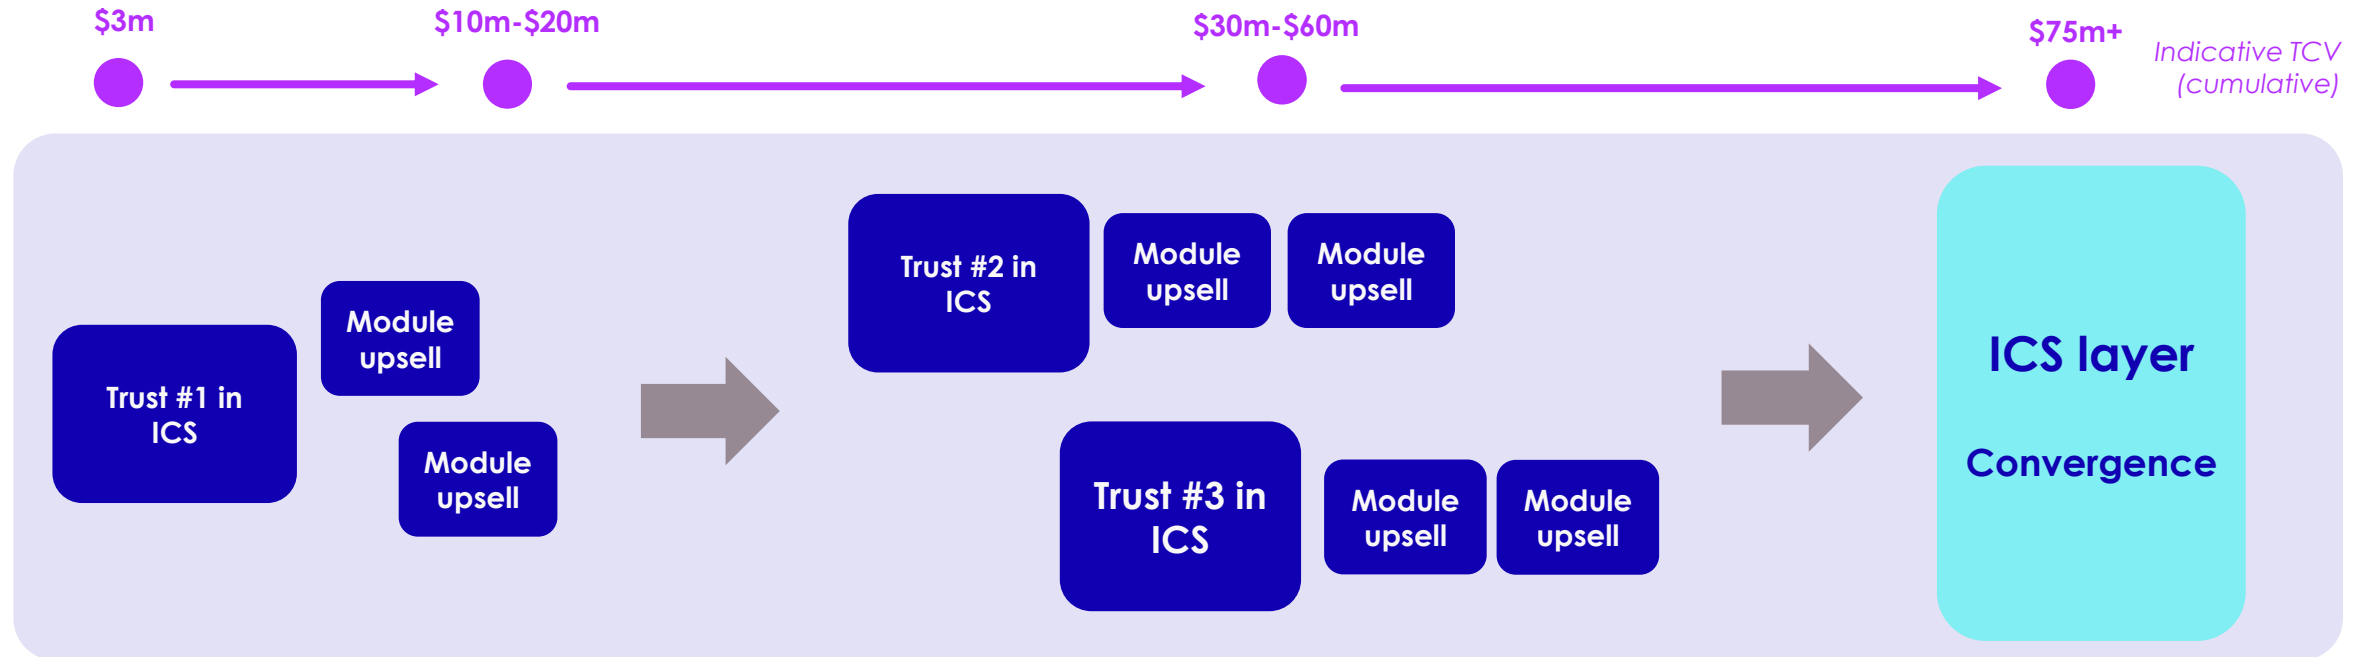 $3m
$10m-$20m
$30m-$60m
$75m+
Indicative TCV
(cumulative)
Trust #1 in
ICS
Module
upsell
Module
upsell
Trust #2 in
ICS
Module
upsell
Module
upsell
Trust #3 in
ICS
Module
upsell
Module
upsell
ICS layer
Convergence